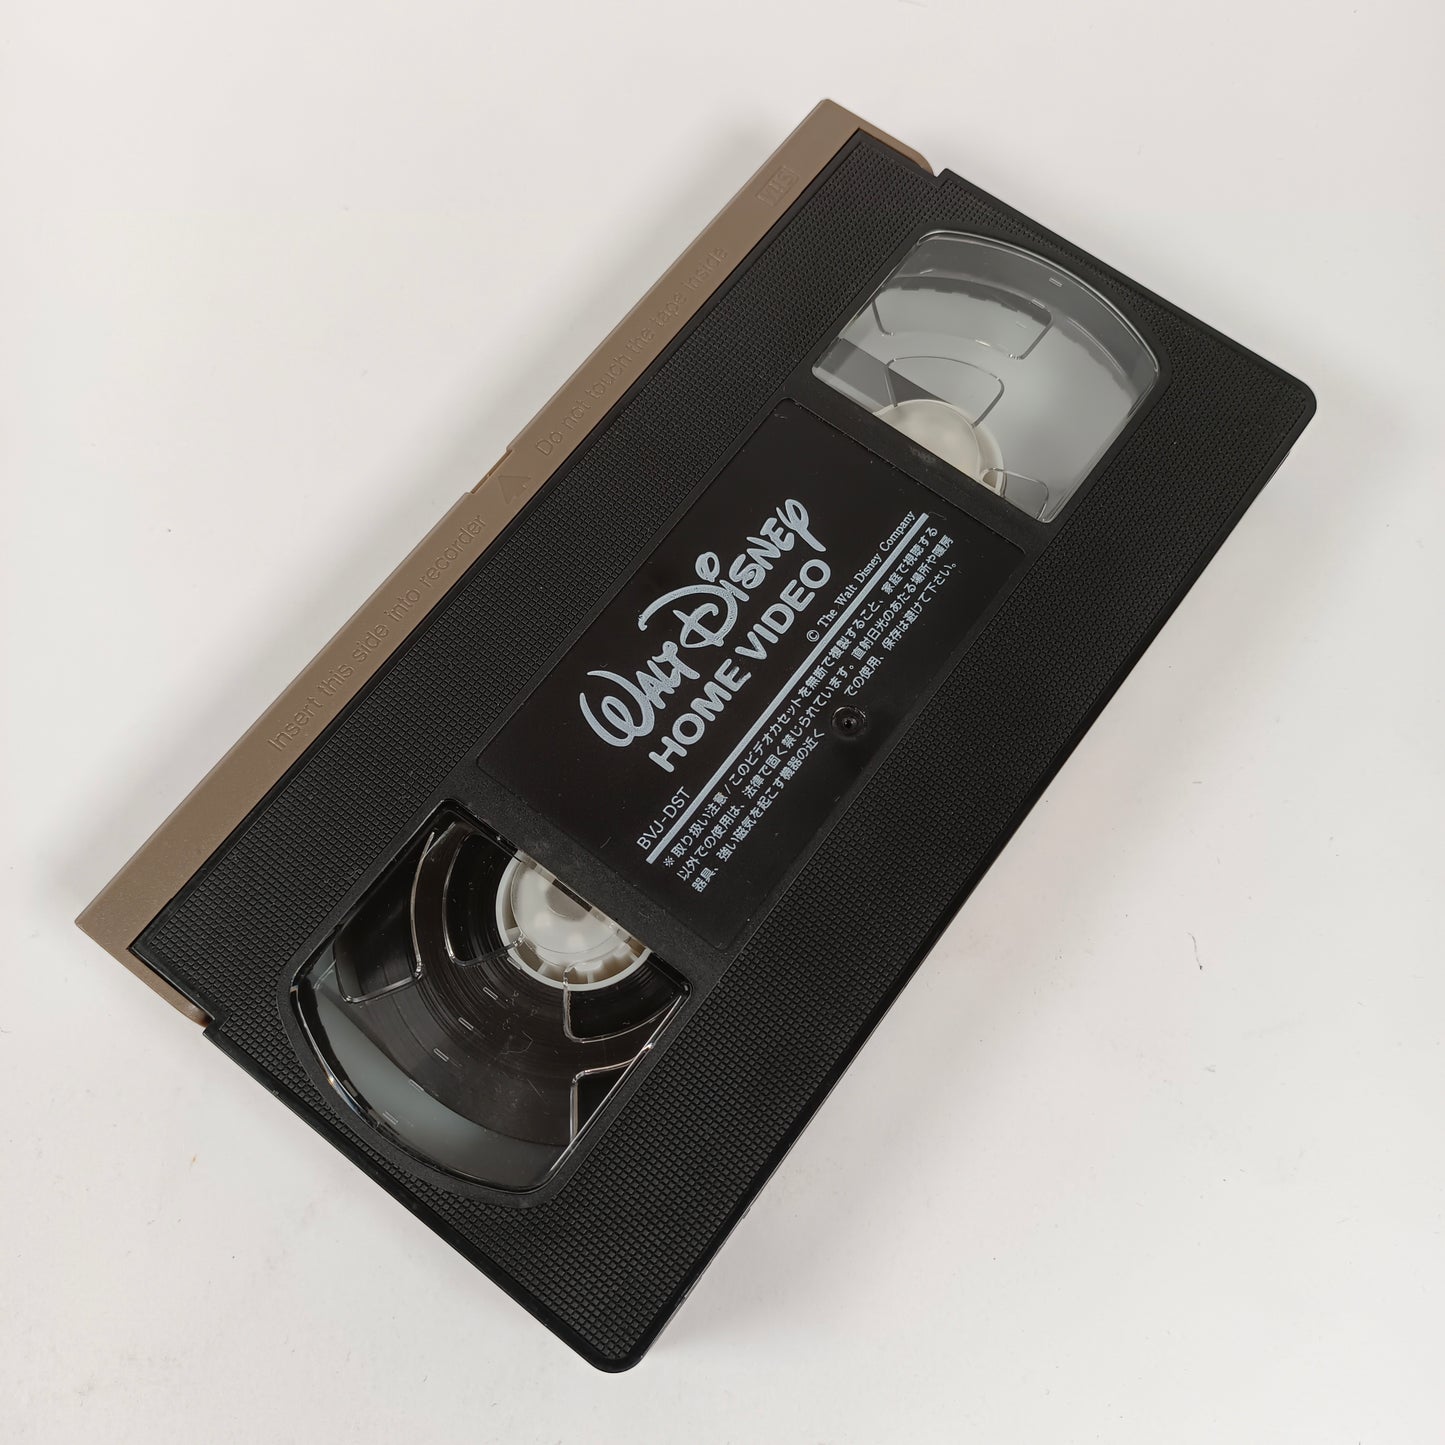 VHS
Insert this side into recorder Do not touch the tape inside
WALT DISNEY
HOME VIDEO
© The Walt Disney Company
BVJ-DST
※取り扱い注意/このビデオカセットを無断で複製すること、家庭で視聴する
以外での使用は、法律で固く禁じられています。直射日光のあたる場所や暖房
器具、強い磁気を起こす機器の近く での使用、保存は避けて下さい。